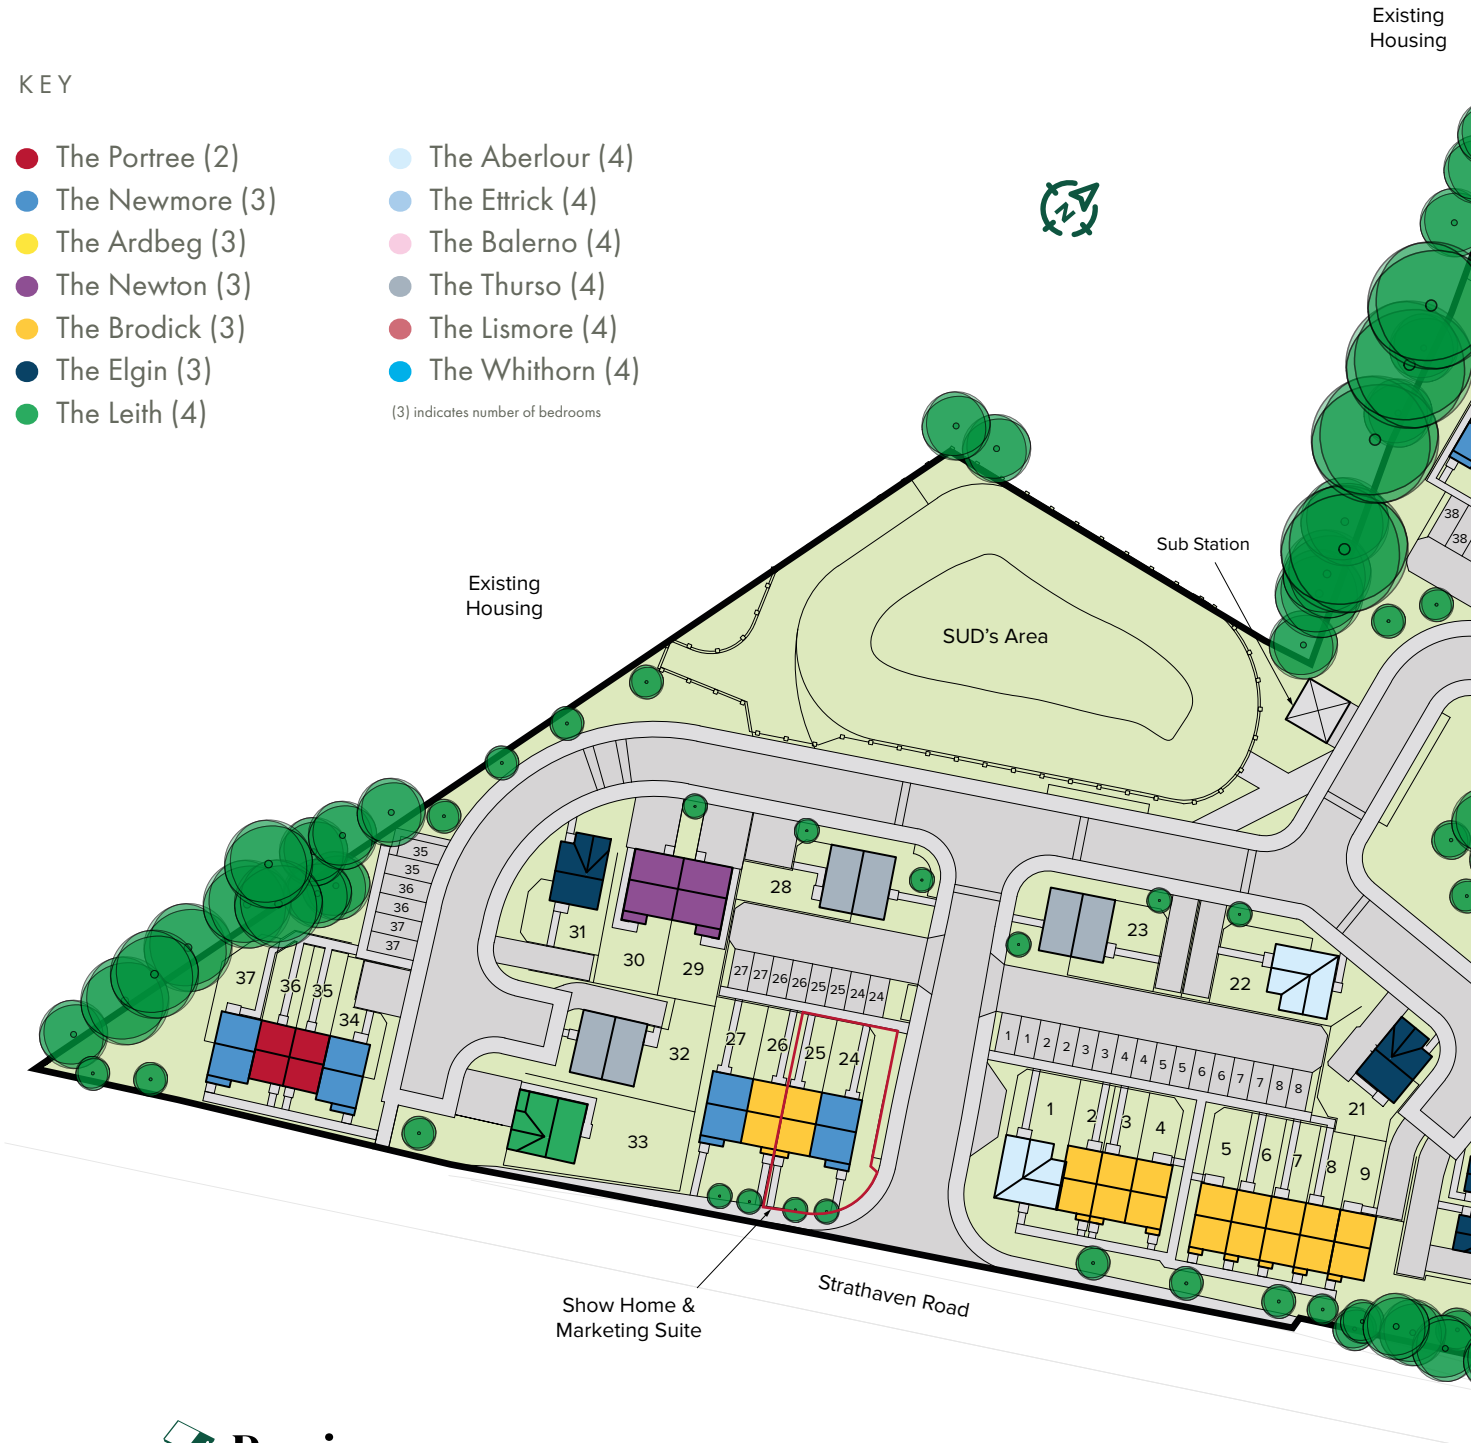 Existing
Housing
KEY
The Portree (2)
The Newmore (3)
The Ardbeg (3)
The Newton (3)
The Brodick (3)
The Elgin (3)
The Leith (4)
The Aberlour (4)
The Ettrick (4)
The Balerno (4)
The Thurso (4)
The Lismore (4)
The Whithorn (4)
(3) indicates number of bedrooms
N
38
38
Sub Station
Existing
Housing
SUD's Area
35
35
36
36
37
37
37
36
35
34
31
30
29
28
27 27 26 26 25 25 24 24
32
33
27
26
25
24
23
22
21
1 1 2 2 3 3 4 4 5 5 6 6 7 7 8 8
1
2
3
4
5
6
7
8
9
Show Home &
Marketing Suite
Strathaven Road